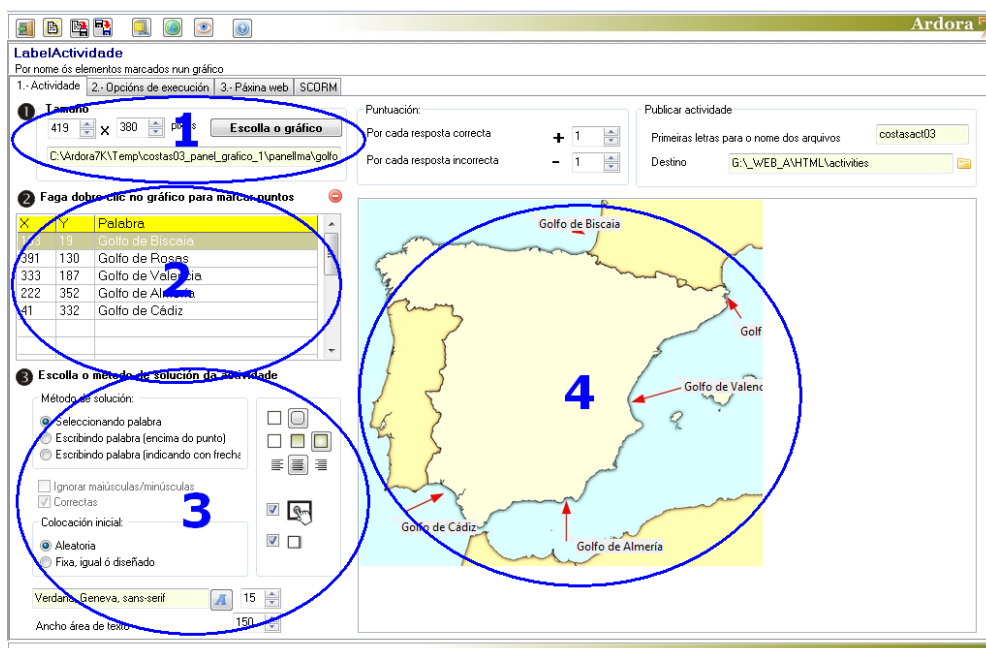 Ardora 7
LabelActividade
Por nome ós elementos marcados nun gráfico
1.- Actividade 2.- Opcións de execución 3.- Páxina web SCORM
1 Tamaño
419 x 380 pixels Escolla o gráfico
C:\Ardora7K\Temp\costas03_panel_grafico_1\panellma\golfo
1
Puntuación:
Por cada resposta correcta + 1
Por cada resposta incorrecta - 1
Publicar actividade
Primeiras letras para o nome dos arquivos costasact03
Destino G:\_WEB_A\HTML\activities
2 Faga dobre clic no gráfico para marcar puntos
X Y Palabra
19 Golfo de Biscaia
391 130 Golfo de Rosas
333 187 Golfo de Valencia
222 352 Golfo de Almería
41 332 Golfo de Cádiz
2
3 Escolla o método de solución da actividade
Método de solución:
Seleccionando palabra
Escribindo palabra (encima do punto)
Escribindo palabra (indicando con frecha
Ignorar maiúsculas/minúsculas
Correctas
3
Colocación inicial:
Aleatoria
Fixa, igual ó diseñado
Verdana, Geneva, sans-serif A 15
Ancho área de texto 150
Golfo de Biscaia
Golf
Golfo de Valenc
4
Golfo de Cádiz
Golfo de Almería